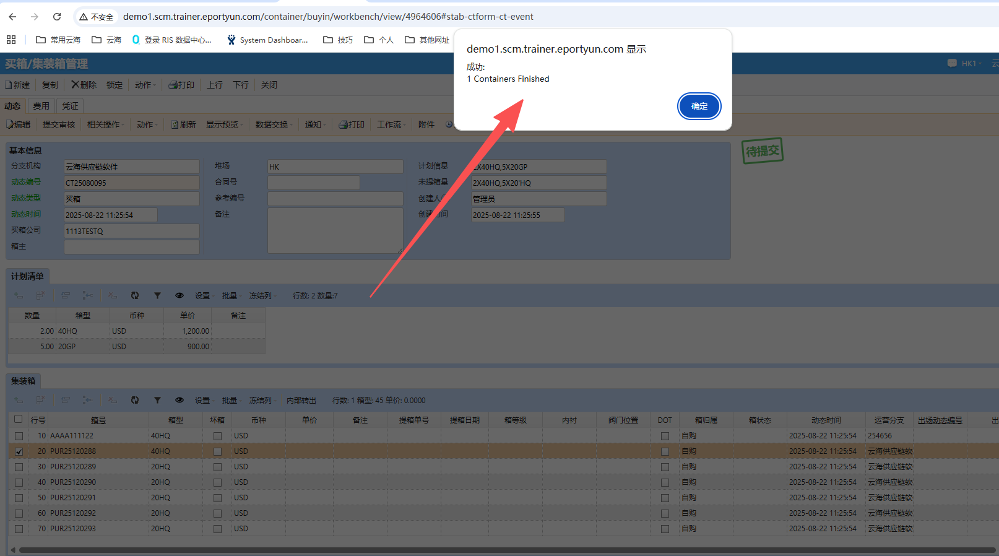 不安全 demo1.scm.trainer.eportyun.com/container/buyin/workbench/view/4964606#stab-ctform-ct-event
常用云海 云海 登录 RIS 数据中心... System Dashboar... 技巧 个人 其他网址
demo1.scm.trainer.eportyun.com 显示
成功:
1 Containers Finished
确定
买箱/集装箱管理 HK1
新建 复制 删除 锁定 动作 打印 上行 下行 关闭
动态 费用 凭证
编辑 提交审核 相关操作 动作 刷新 显示预览 数据交换 通知 打印 工作流 附件
基本信息
待提交
分支机构 云海供应链软件 堆场 HK 计划信息 2X40HQ,5X20GP
动态编号 CT25080095 合同号 未提箱量 2X40HQ,5X20'HQ
动态类型 买箱 参考编号 创建人 管理员
动态时间 2025-08-22 11:25:54 备注 创建时间 2025-08-22 11:25:55
买箱公司 1113TESTQ
箱主
计划清单
设置 批量 冻结列 行数: 2 数量:7
数量 箱型 币种 单价 备注
2.00 40HQ USD 1,200.00
5.00 20GP USD 900.00
集装箱
设置 批量 冻结列 内部转出 行数: 1 箱型: 45 单价: 0.0000
行号 箱号 箱型 坏箱 币种 单价 备注 提箱单号 提箱日期 箱等级 内衬 阀门位置 DOT 箱归属 箱状态 动态时间 运营分支 出场动态编号 出
10 AAAA111122 40HQ USD 自购 2025-08-22 11:25:54 254656
20 PUR25120288 40HQ USD 自购 2025-08-22 11:25:54 云海供应链软
30 PUR25120289 20HQ USD 自购 2025-08-22 11:25:54 云海供应链软
40 PUR25120290 20HQ USD 自购 2025-08-22 11:25:54 云海供应链软
50 PUR25120291 20HQ USD 自购 2025-08-22 11:25:54 云海供应链软
60 PUR25120292 20HQ USD 自购 2025-08-22 11:25:54 云海供应链软
70 PUR25120293 20HQ USD 自购 2025-08-22 11:25:54 云海供应链软